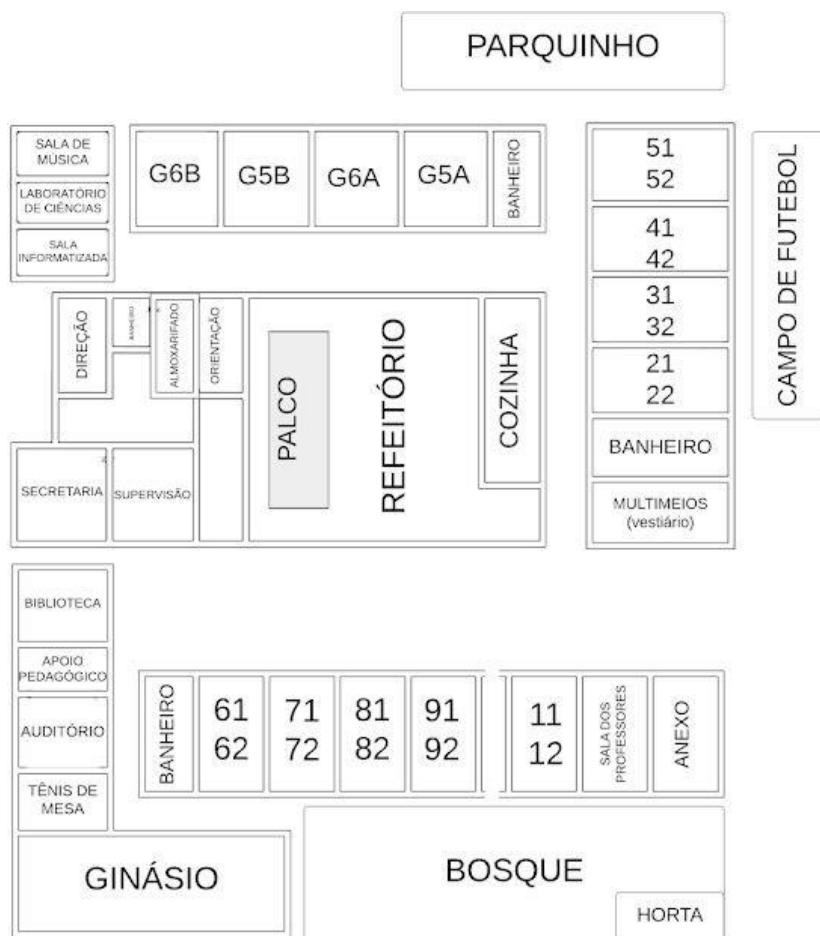 PARQUINHO
SALA DE
MÚSICA
LABORATÓRIO
DE CIÊNCIAS
SALA
INFORMATIZADA
G6B
G5B
G6A
G5A
BANHEIRO
51
52
41
42
31
32
21
22
BANHEIRO
MULTIMEIOS
(vestiário)
CAMPO DE FUTEBOL
DIREÇÃO
BANHEIRO
ALMOXARIFADO
ORIENTAÇÃO
PALCO
REFEITÓRIO
COZINHA
SECRETARIA
SUPERVISÃO
BIBLIOTECA
APOIO
PEDAGÓGICO
AUDITÓRIO
TÊNIS DE
MESA
BANHEIRO
61
62
71
72
81
82
91
92
11
12
SALA DOS
PROFESSORES
ANEXO
GINÁSIO
BOSQUE
HORTA